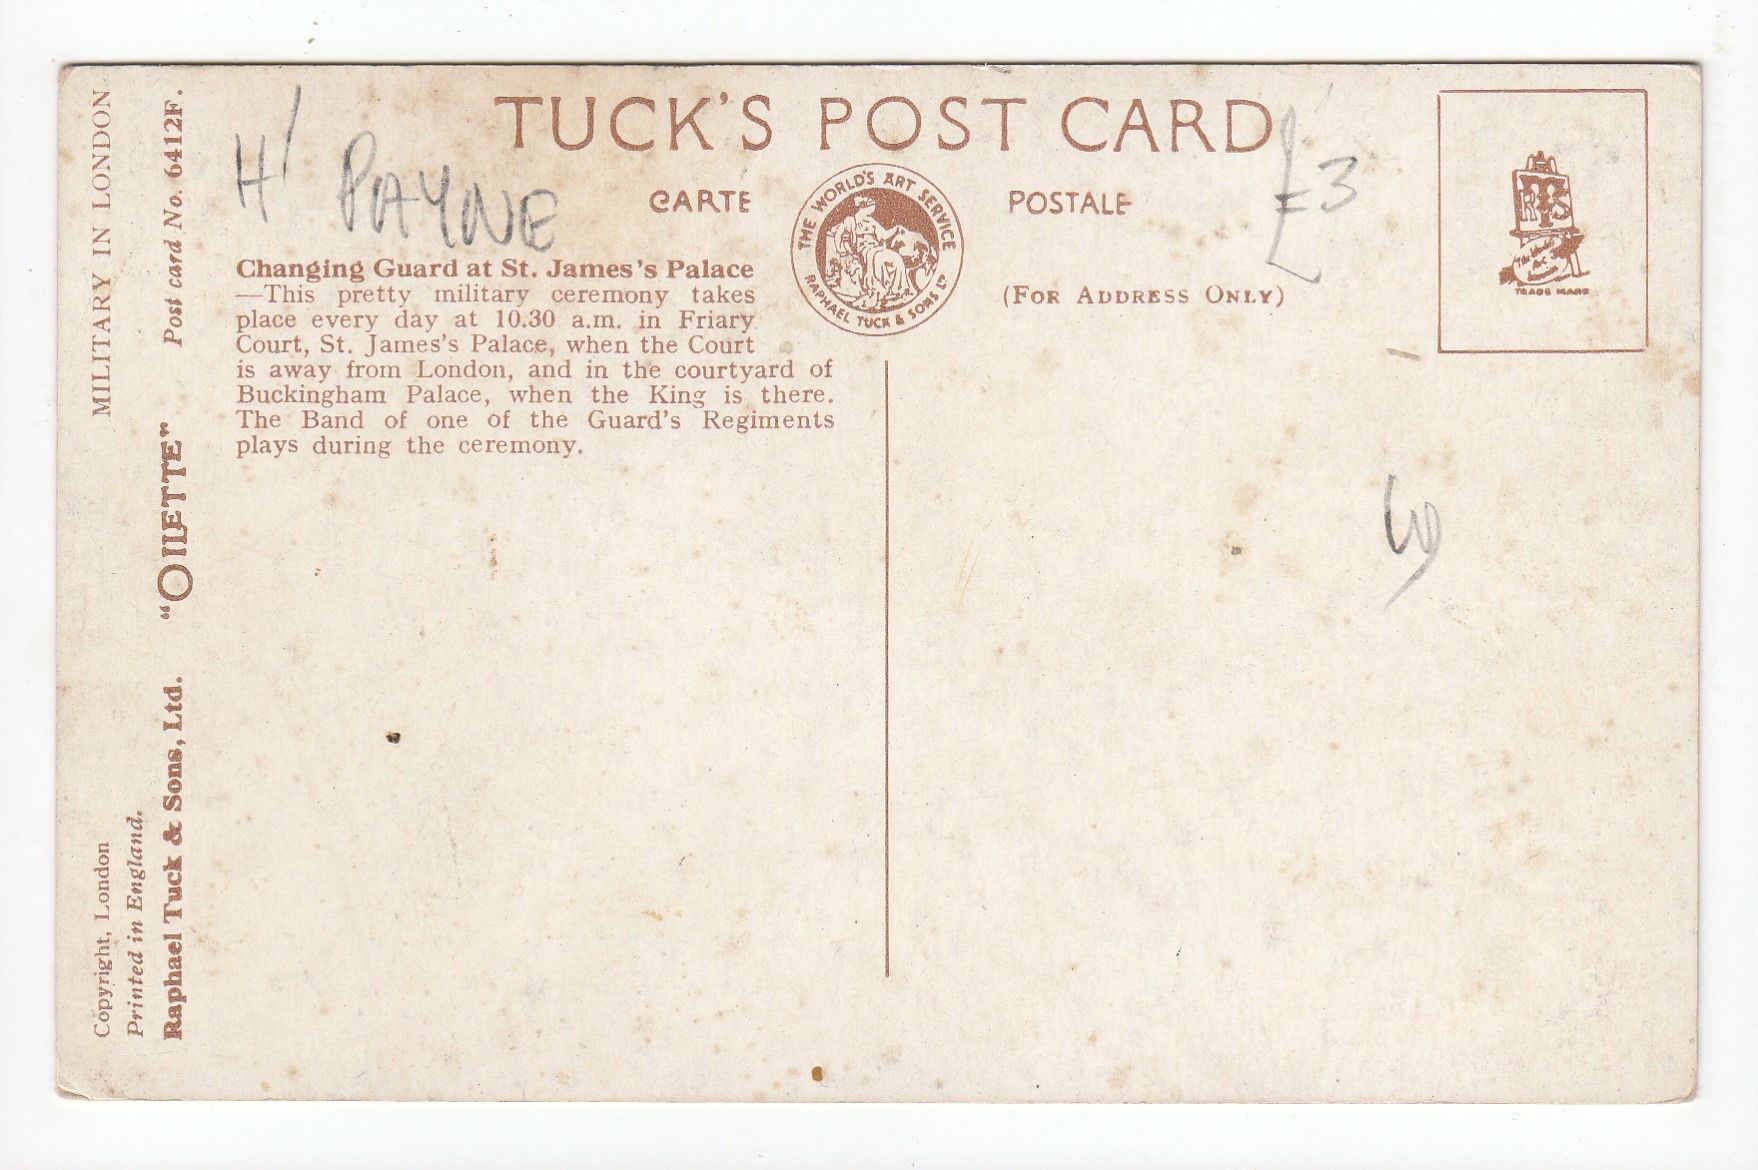 TUCK'S POST CARD
CARTE POSTALE
THE WORLD'S ART SERVICE
RAPHAEL TUCK & SONS LD
(FOR ADDRESS ONLY)
H' PAYNE
£3
RTS
TRADE MARK
Changing Guard at St. James's Palace
—This pretty military ceremony takes
place every day at 10.30 a.m. in Friary
Court, St. James's Palace, when the Court
is away from London, and in the courtyard of
Buckingham Palace, when the King is there.
The Band of one of the Guard's Regiments
plays during the ceremony.
MILITARY IN LONDON
Post card No. 6412F.
"OILETTE"
Raphael Tuck & Sons, Ltd.
Copyright, London
Printed in England.